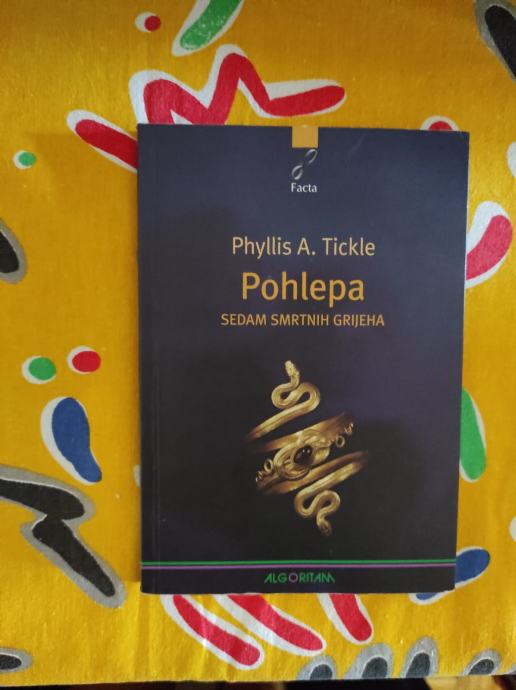 Facta
Phyllis A. Tickle
Pohlepa
SEDAM SMRTNIH GRIJEHA
ALGORITAM